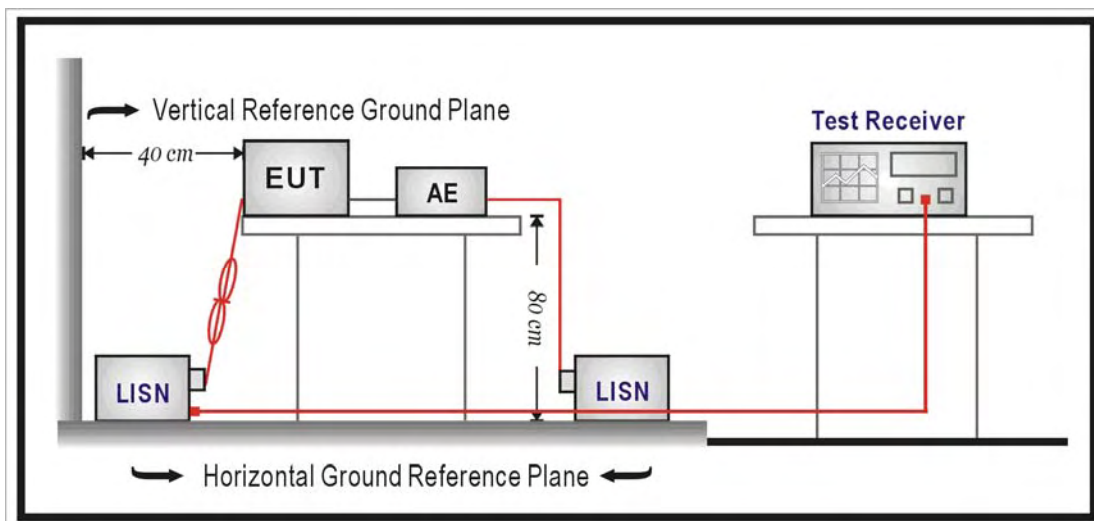 Vertical Reference Ground Plane
Test Receiver
40 cm
EUT
AE
80 cm
LISN
LISN
Horizontal Ground Reference Plane